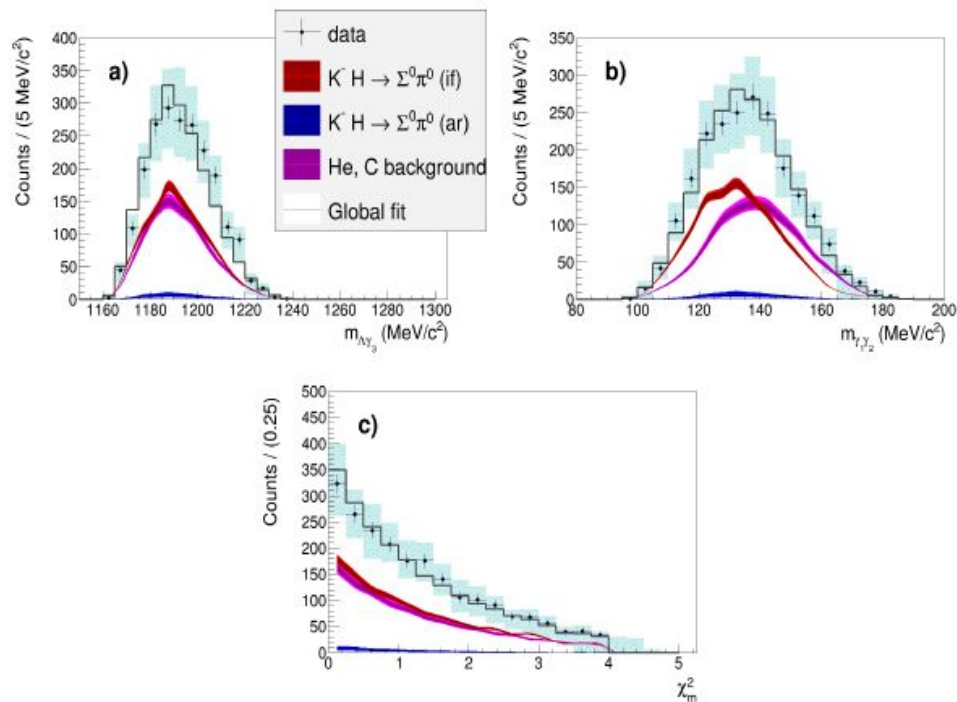 data
K⁻ H → Σ⁰π⁰ (if)
K⁻ H → Σ⁰π⁰ (ar)
He, C background
Global fit
a)
Counts / (5 MeV/c²)
400
350
300
250
200
150
100
50
0
1160 1180 1200 1220 1240 1260 1280 1300
m_Λγ₃ (MeV/c²)
b)
Counts / (5 MeV/c²)
350
300
250
200
150
100
50
0
80 100 120 140 160 180 200
m_γ₁γ₂ (MeV/c²)
c)
Counts / (0.25)
500
450
400
350
300
250
200
150
100
50
0
0 1 2 3 4 5
χ²_m